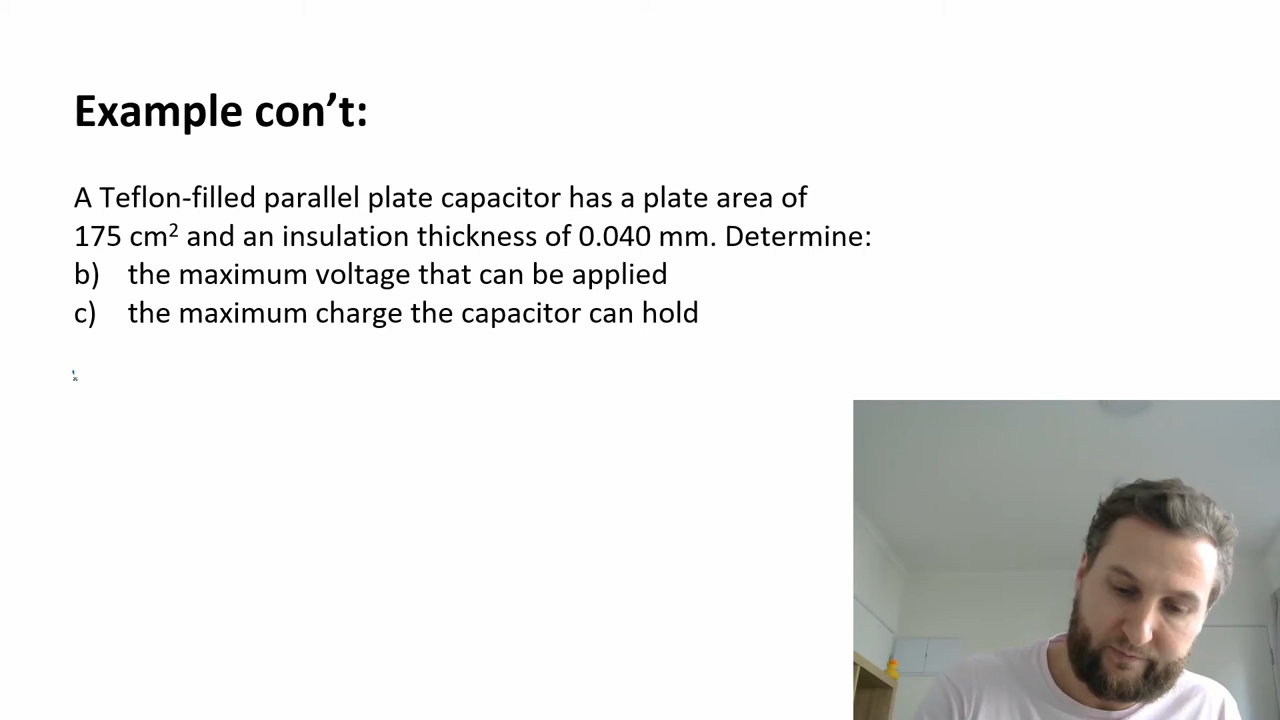 Example con’t:
A Teflon-filled parallel plate capacitor has a plate area of
175 cm² and an insulation thickness of 0.040 mm. Determine:
b) the maximum voltage that can be applied
c) the maximum charge the capacitor can hold